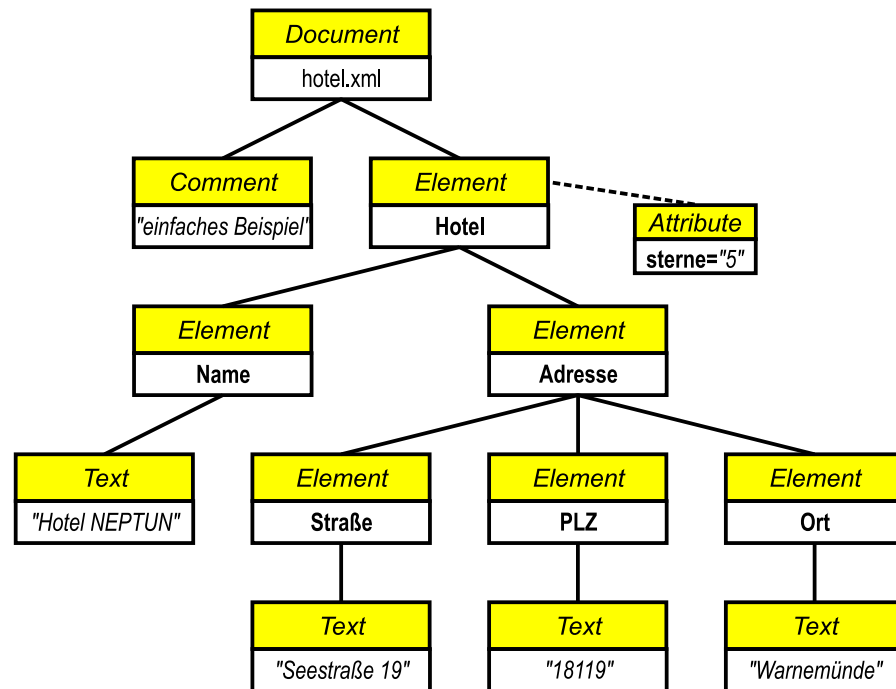 Document
hotel.xml
Comment
"einfaches Beispiel"
Element
Hotel
Attribute
sterne="5"
Element
Name
Element
Adresse
Text
"Hotel NEPTUN"
Element
Straße
Element
PLZ
Element
Ort
Text
"Seestraße 19"
Text
"18119"
Text
"Warnemünde"